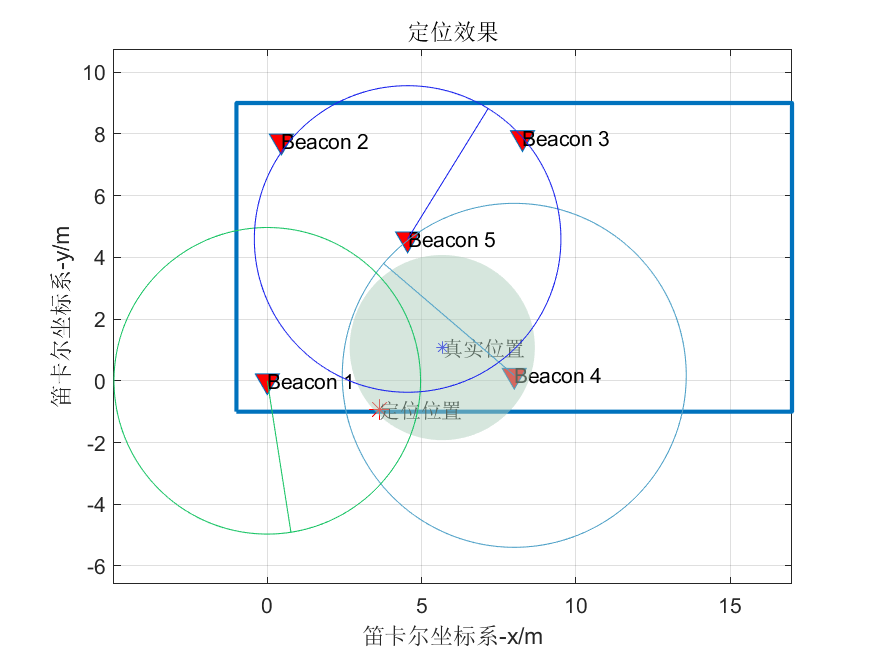 定位效果
10
8
6
4
2
0
-2
-4
-6
笛卡尔坐标系-y/m
Beacon 2
Beacon 3
Beacon 5
真实位置
Beacon 4
Beacon 1
定位位置
0
5
10
15
笛卡尔坐标系-x/m